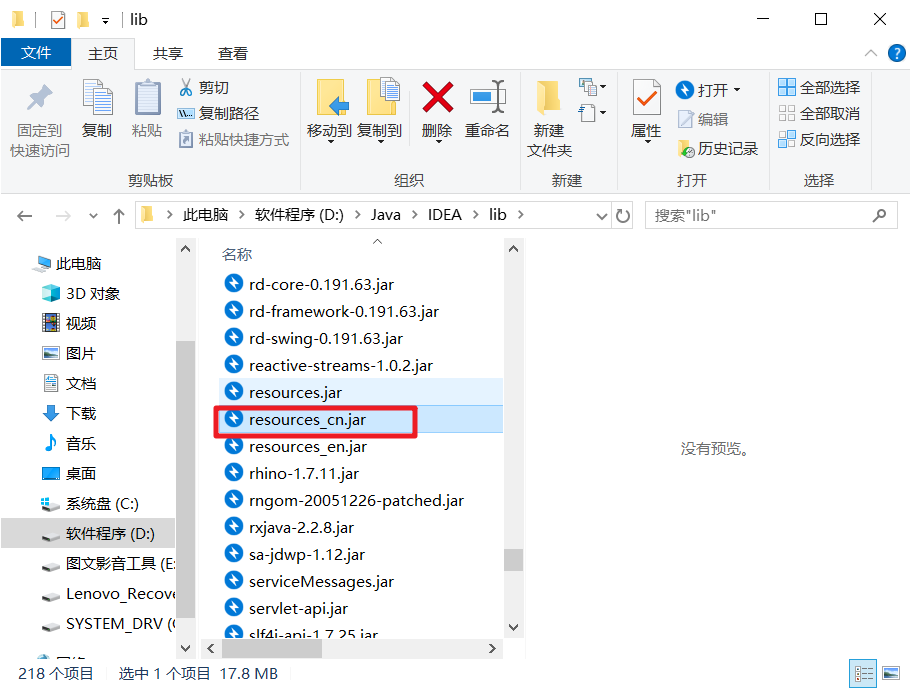 lib
文件 主页 共享 查看
固定到
快速访问
复制
粘贴
剪切
复制路径
粘贴快捷方式
剪贴板
移动到 复制到 删除 重命名
组织
新建
文件夹
新建
属性
打开
编辑
历史记录
打开
全部选择
全部取消
反向选择
选择
此电脑 软件程序 (D:) Java IDEA lib
搜索"lib"
此电脑
3D 对象
视频
图片
文档
下载
音乐
桌面
系统盘 (C:)
软件程序 (D:)
图文影音工具 (E:
Lenovo_Recove
SYSTEM_DRV (
网络
名称
rd-core-0.191.63.jar
rd-framework-0.191.63.jar
rd-swing-0.191.63.jar
reactive-streams-1.0.2.jar
resources.jar
resources_cn.jar
resources_en.jar
rhino-1.7.11.jar
rngom-20051226-patched.jar
rxjava-2.2.8.jar
sa-jdwp-1.12.jar
serviceMessages.jar
servlet-api.jar
slf4j-api-1.7.25.jar
没有预览。
218 个项目 选中 1 个项目 17.8 MB